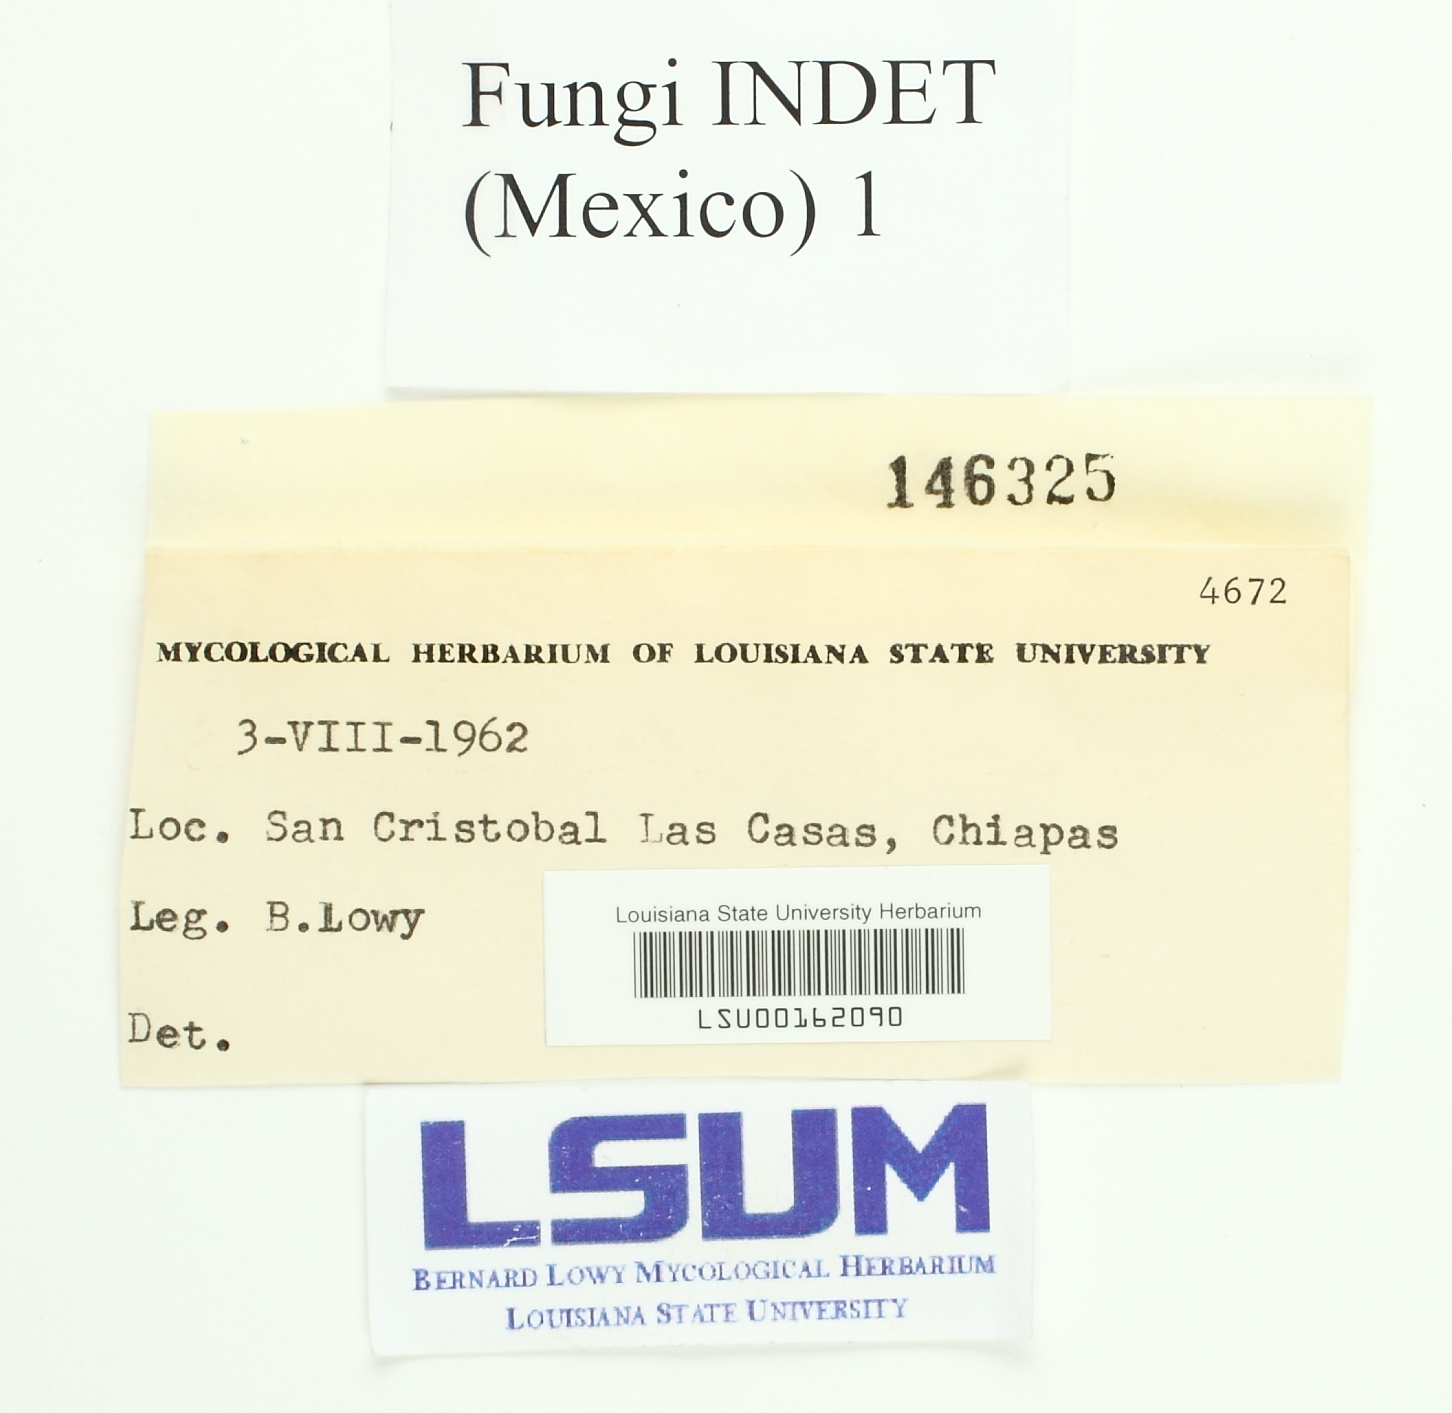 Fungi INDET
(Mexico) 1
146325
4672
MYCOLOGICAL HERBARIUM OF LOUISIANA STATE UNIVERSITY
3-VIII-1962
Loc. San Cristobal Las Casas, Chiapas
Leg. B.Lowy
Louisiana State University Herbarium
LSU00162090
Det.
LSUM
BERNARD LOWY MYCOLOGICAL HERBARIUM
LOUISIANA STATE UNIVERSITY